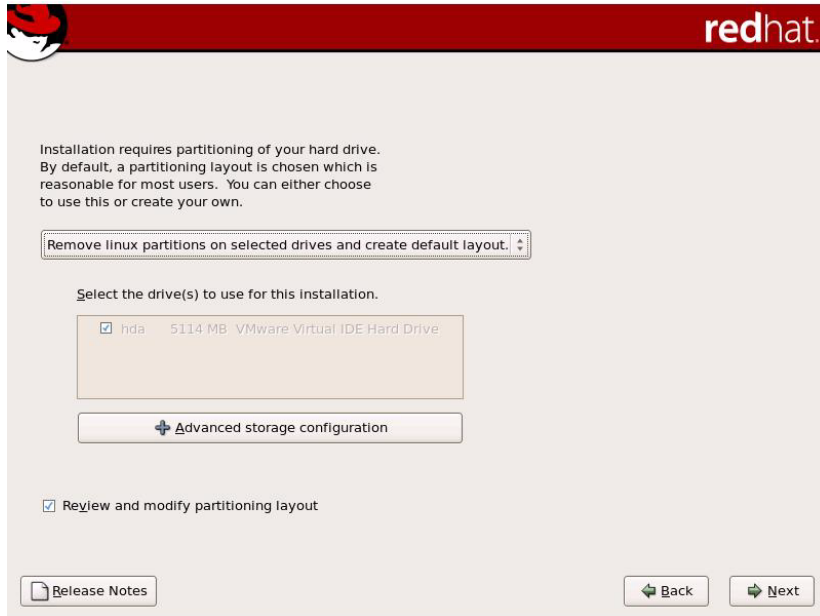 redhat.
Installation requires partitioning of your hard drive.
By default, a partitioning layout is chosen which is
reasonable for most users. You can either choose
to use this or create your own.
Remove linux partitions on selected drives and create default layout.
Select the drive(s) to use for this installation.
hda 5114 MB VMware Virtual IDE Hard Drive
Advanced storage configuration
Review and modify partitioning layout
Release Notes
Back
Next